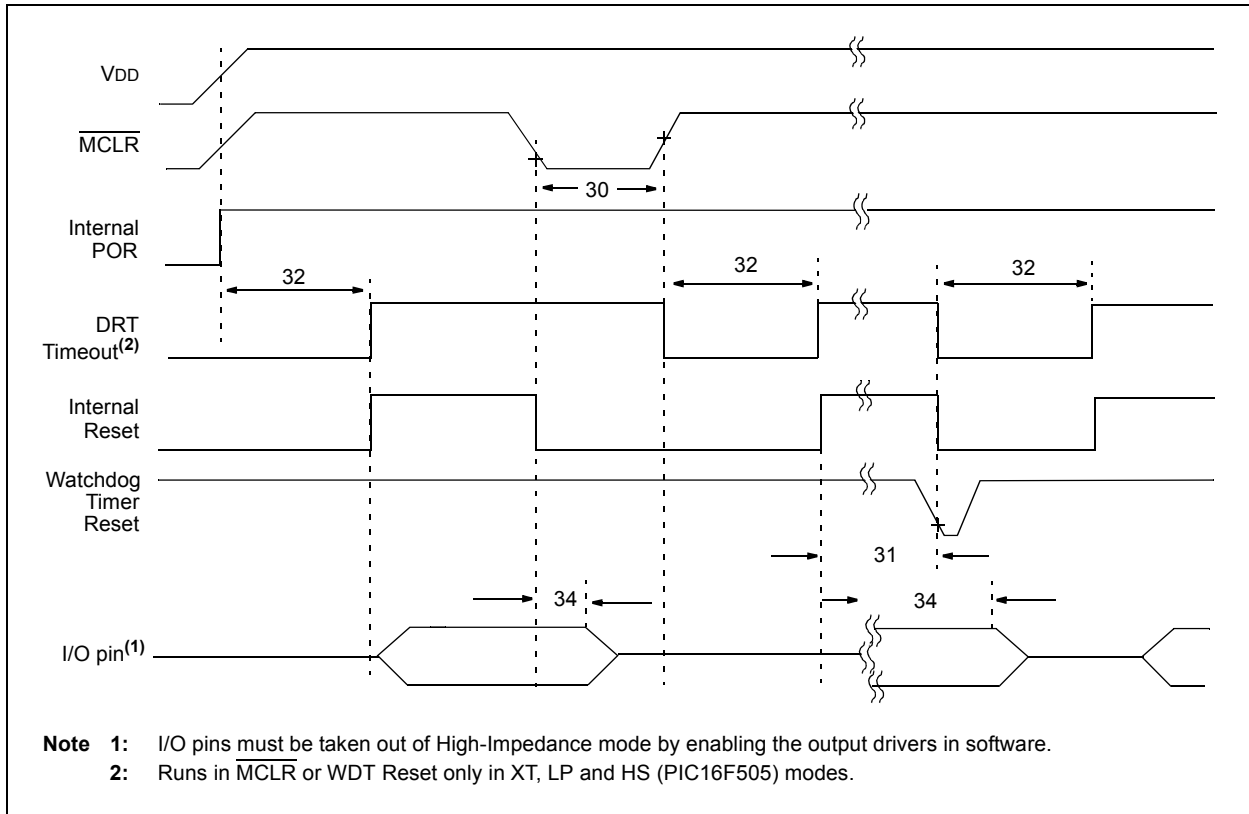 VDD
MCLR
30
Internal
POR
32
32
32
DRT
Timeout(2)
Internal
Reset
Watchdog
Timer
Reset
31
34
34
I/O pin(1)
Note 1: I/O pins must be taken out of High-Impedance mode by enabling the output drivers in software.
2: Runs in MCLR or WDT Reset only in XT, LP and HS (PIC16F505) modes.